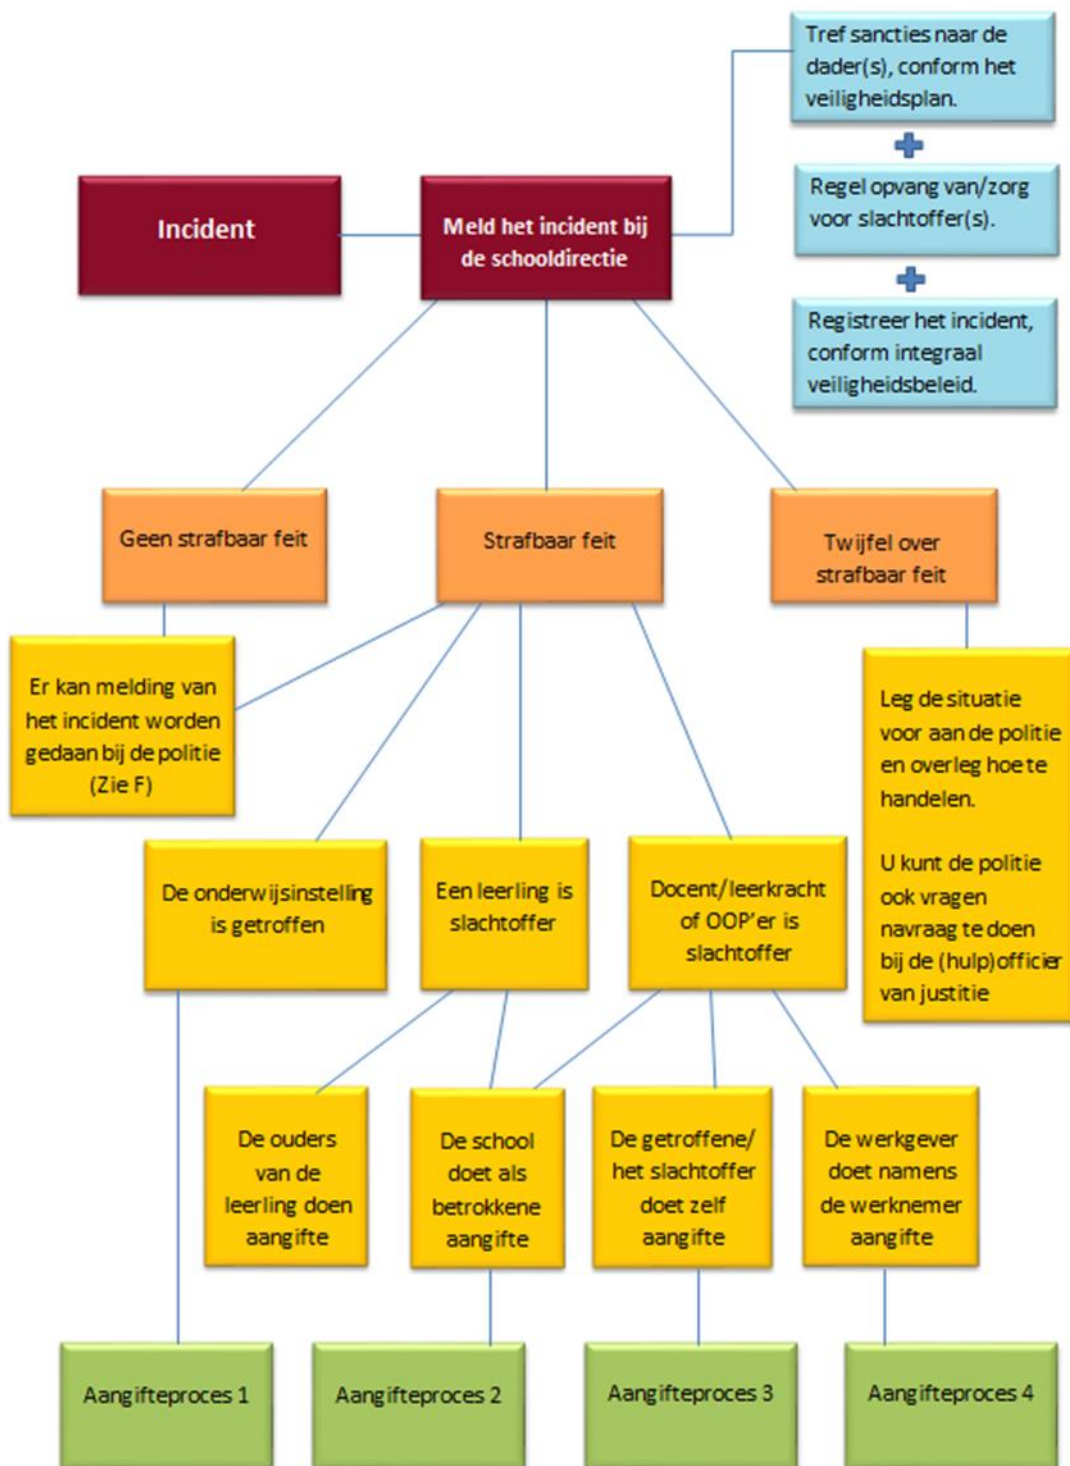 Tref sancties naar de
dader(s), conform het
veiligheidsplan.
Regel opvang van/zorg
voor slachtoffer(s).
Registreer het incident,
conform integraal
veiligheidsbeleid.
Incident
Meld het incident bij
de schooldirectie
Geen strafbaar feit
Strafbaar feit
Twijfel over
strafbaar feit
Er kan melding van
het incident worden
gedaan bij de politie
(Zie F)
Leg de situatie
voor aan de politie
en overleg hoe te
handelen.
U kunt de politie
ook vragen
navraag te doen
bij de (hulp)officier
van justitie
De onderwijsinstelling
is getroffen
Een leerling is
slachtoffer
Docent/leerkracht
of OOP'er is
slachtoffer
De ouders
van de
leerling doen
aangifte
De school
doet als
betrokkene
aangifte
De getroffene/
het slachtoffer
doet zelf
aangifte
De werkgever
doet namens
de werknemer
aangifte
Aangifteproces 1
Aangifteproces 2
Aangifteproces 3
Aangifteproces 4